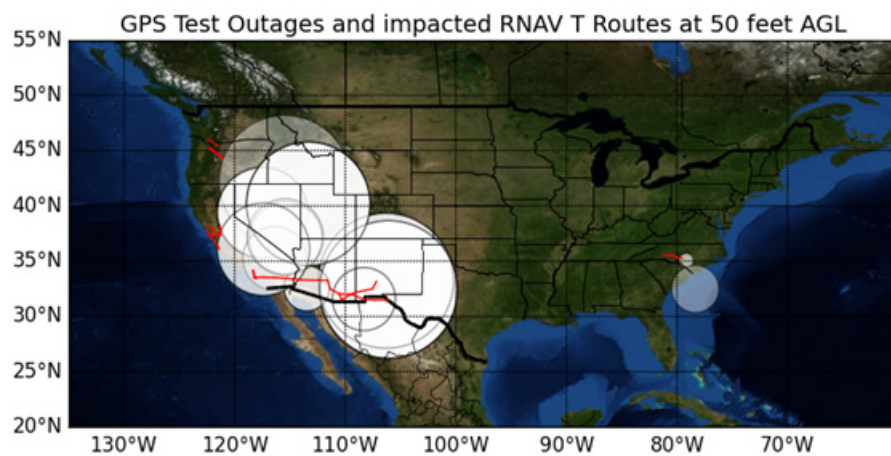 GPS Test Outages and impacted RNAV T Routes at 50 feet AGL
55°N
50°N
45°N
40°N
35°N
30°N
25°N
20°N
130°W 120°W 110°W 100°W 90°W 80°W 70°W